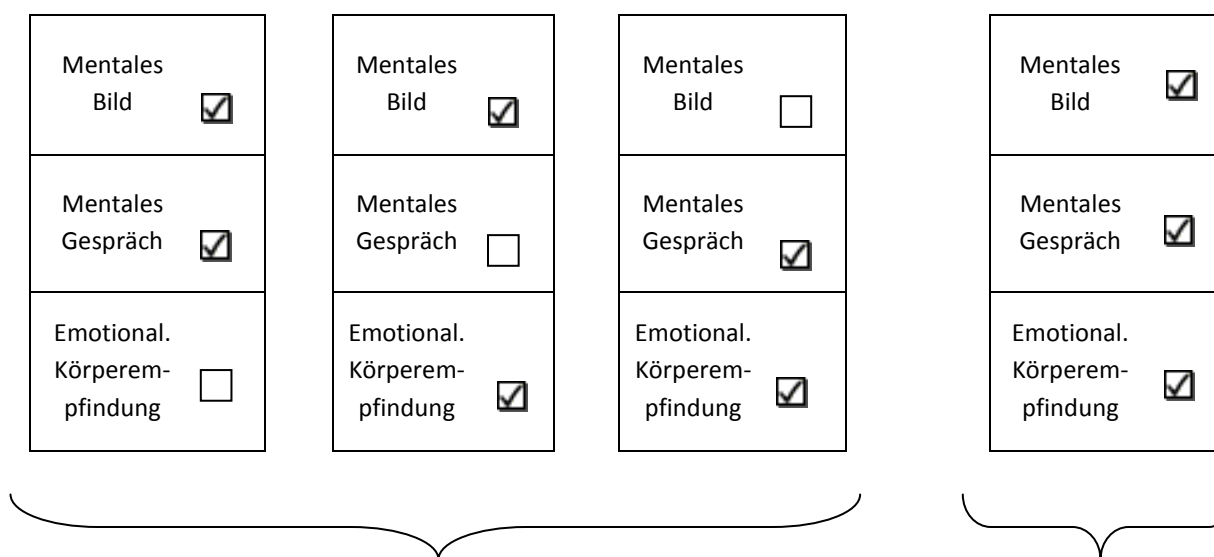 Mentales
Bild
Mentales
Gespräch
Emotional.
Körperem-
pfindung
Mentales
Bild
Mentales
Gespräch
Emotional.
Körperem-
pfindung
Mentales
Bild
Mentales
Gespräch
Emotional.
Körperem-
pfindung
Mentales
Bild
Mentales
Gespräch
Emotional.
Körperem-
pfindung